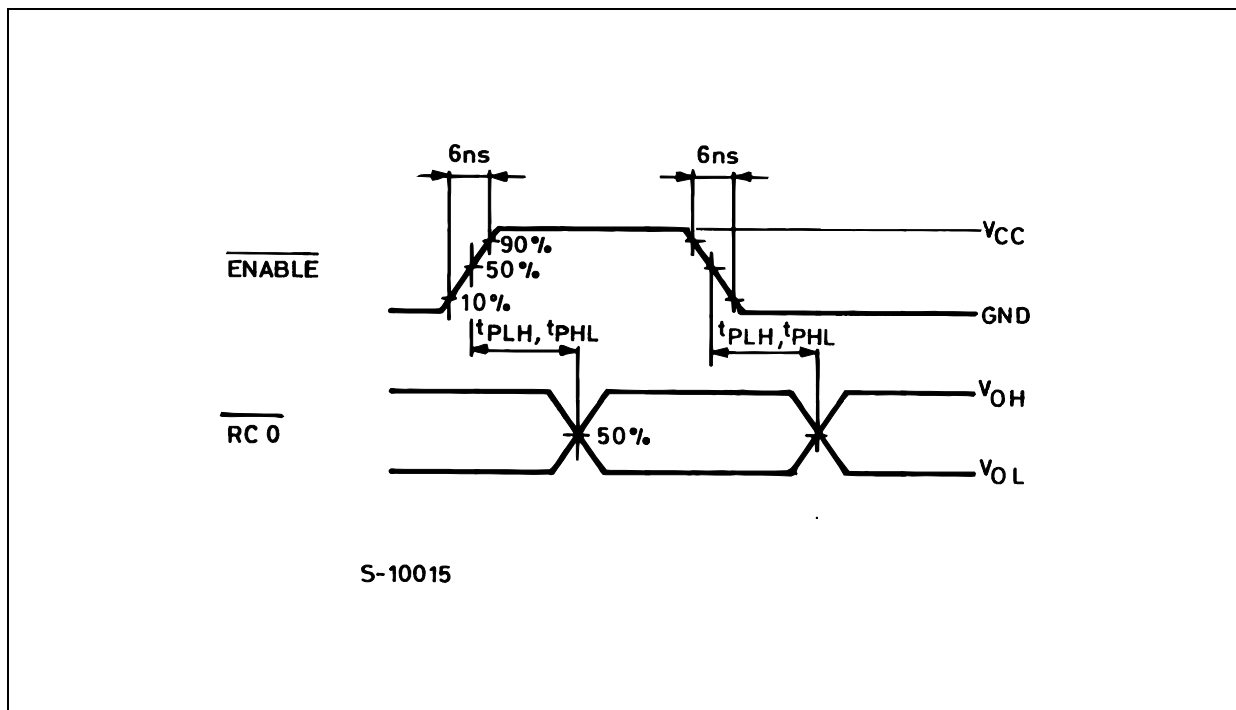 6ns 6ns
VCC
90%
ENABLE
50%
10%
GND
tPLH, tPHL tPLH, tPHL
VOH
RC 0
50%
VOL
S-10015